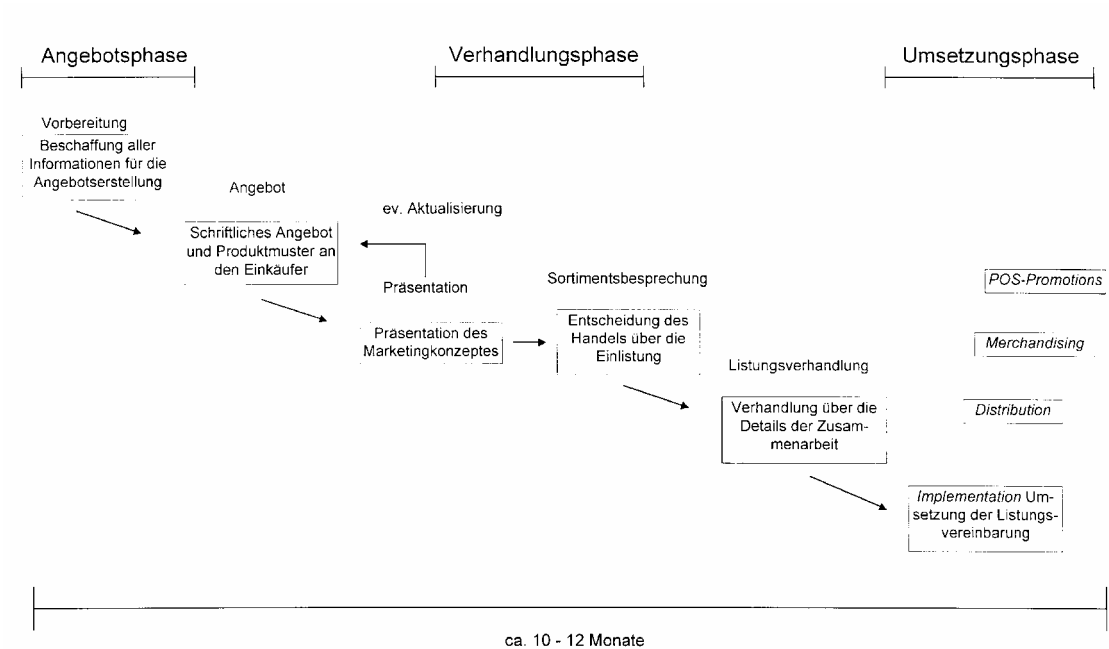 Angebotsphase
Verhandlungsphase
Umsetzungsphase
Vorbereitung
Beschaffung aller
Informationen für die
Angebotserstellung
Angebot
Schriftliches Angebot
und Produktmuster an
den Einkäufer
ev. Aktualisierung
Präsentation
Präsentation des
Marketingkonzeptes
Sortimentsbesprechung
Entscheidung des
Handels über die
Einlistung
Listungsverhandlung
Verhandlung über die
Details der Zusam-
menarbeit
POS-Promotions
Merchandising
Distribution
Implementation Um-
setzung der Listungs-
vereinbarung
ca. 10 - 12 Monate